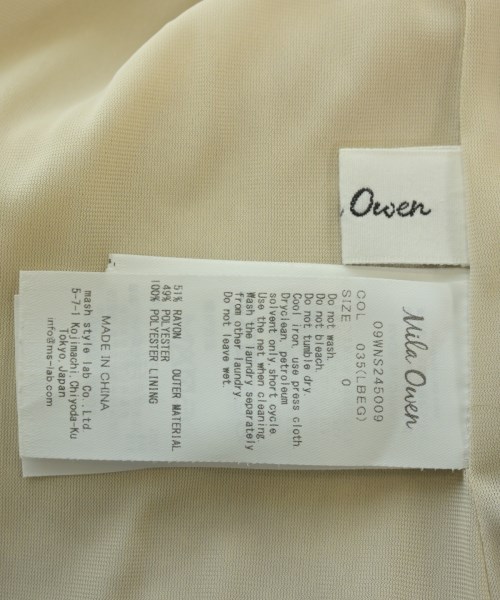 Owen
Mila Owen
09WNS245009
COL 035(LBEG)
SIZE 0
Do not wash.
Do not bleach.
Do not tumble dry
Cool iron, use press cloth
Dryclean, petroleum
solvent only,short cycle
Use the net when cleaning.
Wash the laundry separately
from other laundry.
Do not leave wet.
51% RAYON OUTER MATERIAL
49% POLYESTER
100% POLYESTER LINING
MADE IN CHINA
mash style lab Co. Ltd
5-7-1 Kojimachi, Chiyoda-Ku
Tokyo, Japan
info@ms-lab.com